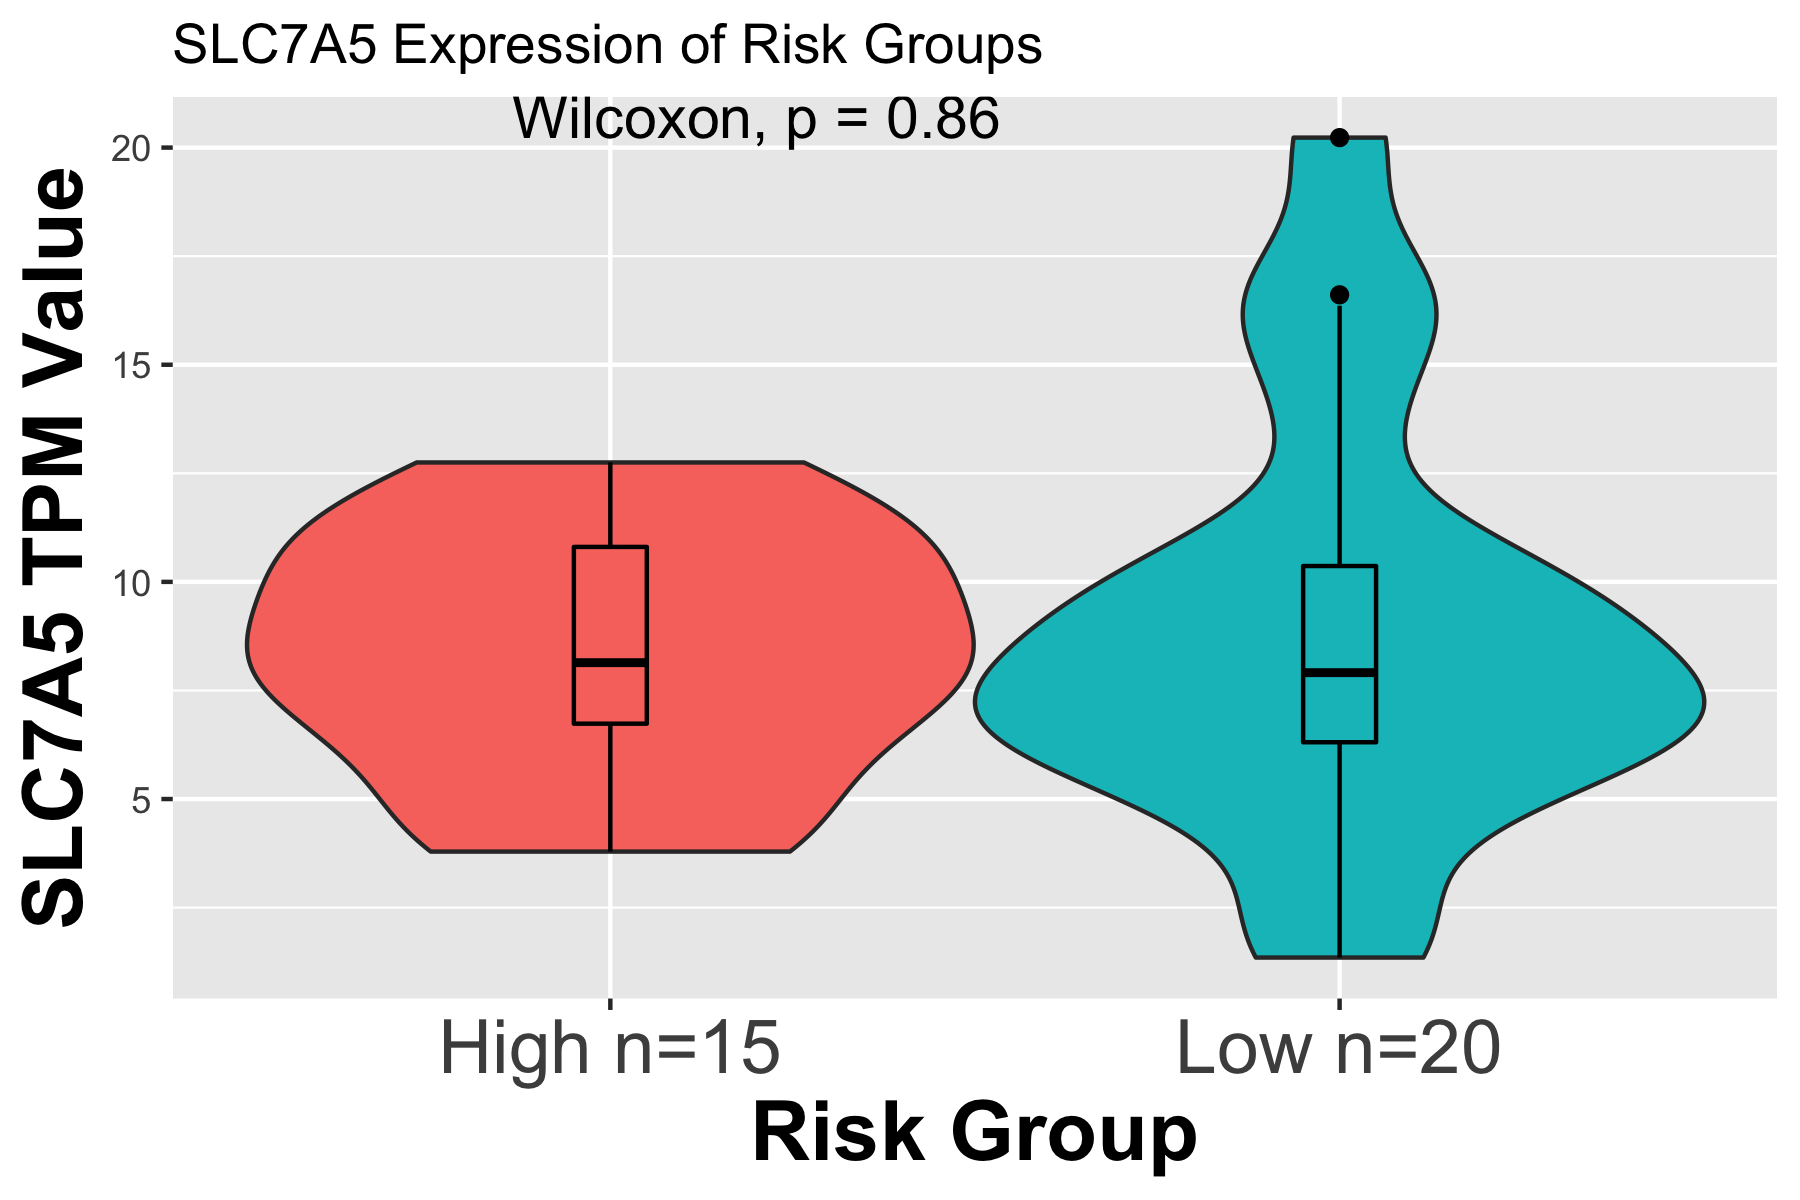 SLC7A5 Expression of Risk Groups
Wilcoxon, p = 0.86
SLC7A5 TPM Value
20
15
10
5
High n=15
Low n=20
Risk Group